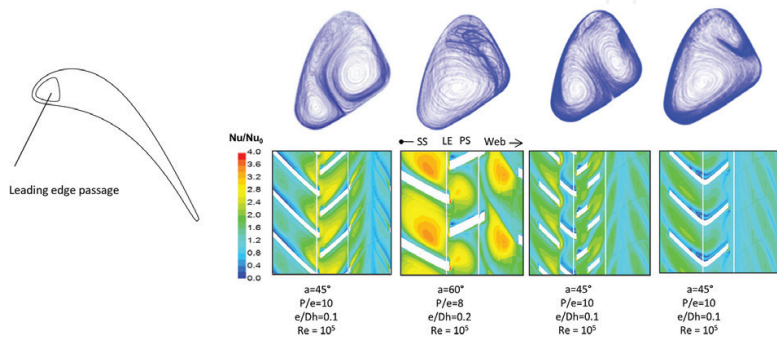 Leading edge passage
Nu/Nu0
4.0
3.6
3.2
2.8
2.4
2.0
1.6
1.2
0.8
0.4
0.0
SS LE PS Web
a=45°
P/e=10
e/Dh=0.1
Re = 10⁵
a=60°
P/e=8
e/Dh=0.2
Re = 10⁵
a=45°
P/e=10
e/Dh=0.1
Re = 10⁵
a=45°
P/e=10
e/Dh=0.1
Re = 10⁵